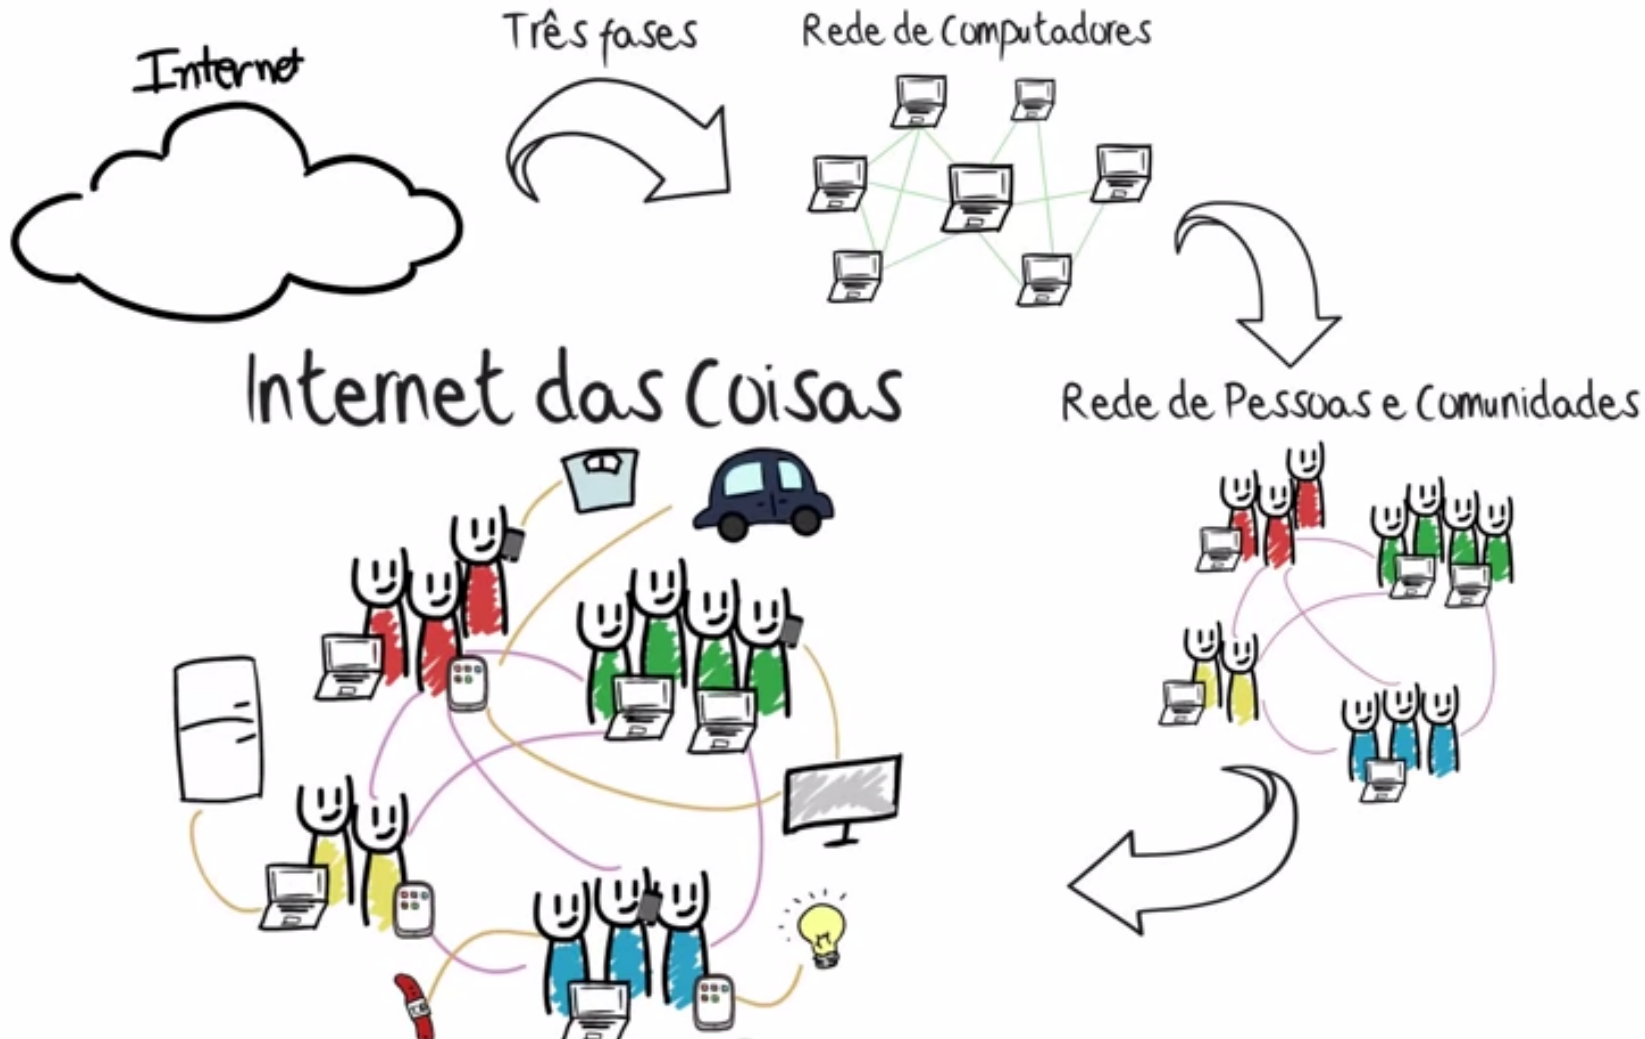 Internet
Três fases
Rede de Computadores
Rede de Pessoas e Comunidades
Internet das Coisas